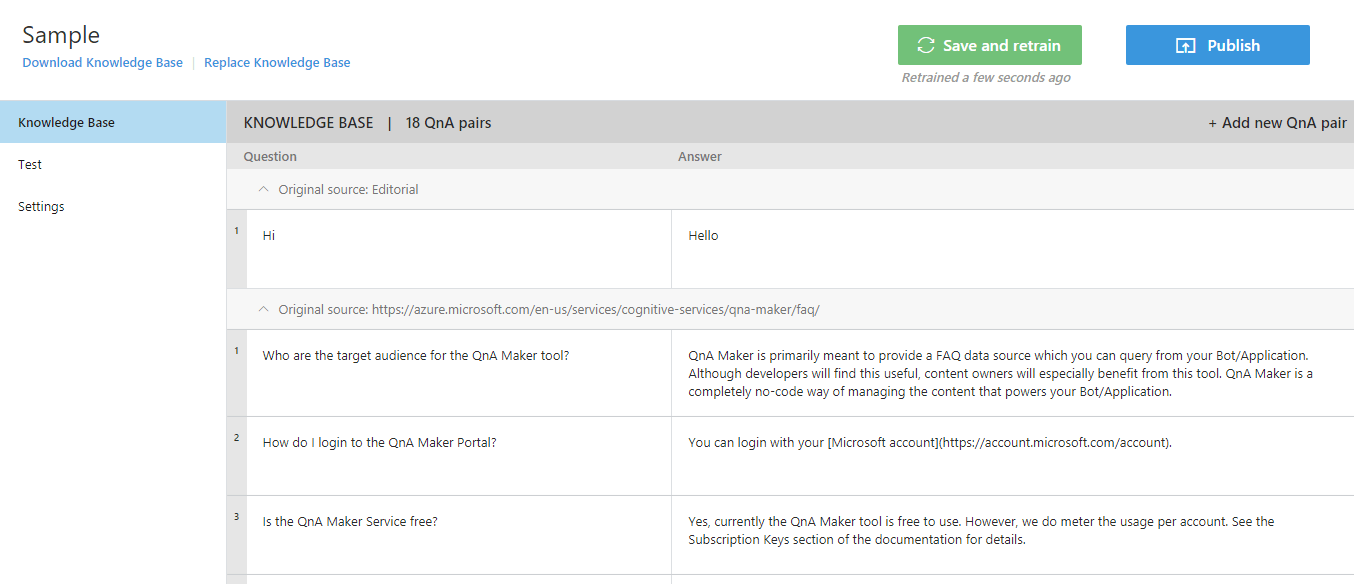 Sample
Download Knowledge Base | Replace Knowledge Base
Save and retrain
Publish
Retrained a few seconds ago
Knowledge Base
Test
Settings
KNOWLEDGE BASE | 18 QnA pairs
+ Add new QnA pair
Question
Answer
Original source: Editorial
1
Hi
Hello
Original source: https://azure.microsoft.com/en-us/services/cognitive-services/qna-maker/faq/
1
Who are the target audience for the QnA Maker tool?
QnA Maker is primarily meant to provide a FAQ data source which you can query from your Bot/Application.
Although developers will find this useful, content owners will especially benefit from this tool. QnA Maker is a
completely no-code way of managing the content that powers your Bot/Application.
2
How do I login to the QnA Maker Portal?
You can login with your [Microsoft account](https://account.microsoft.com/account).
3
Is the QnA Maker Service free?
Yes, currently the QnA Maker tool is free to use. However, we do meter the usage per account. See the
Subscription Keys section of the documentation for details.